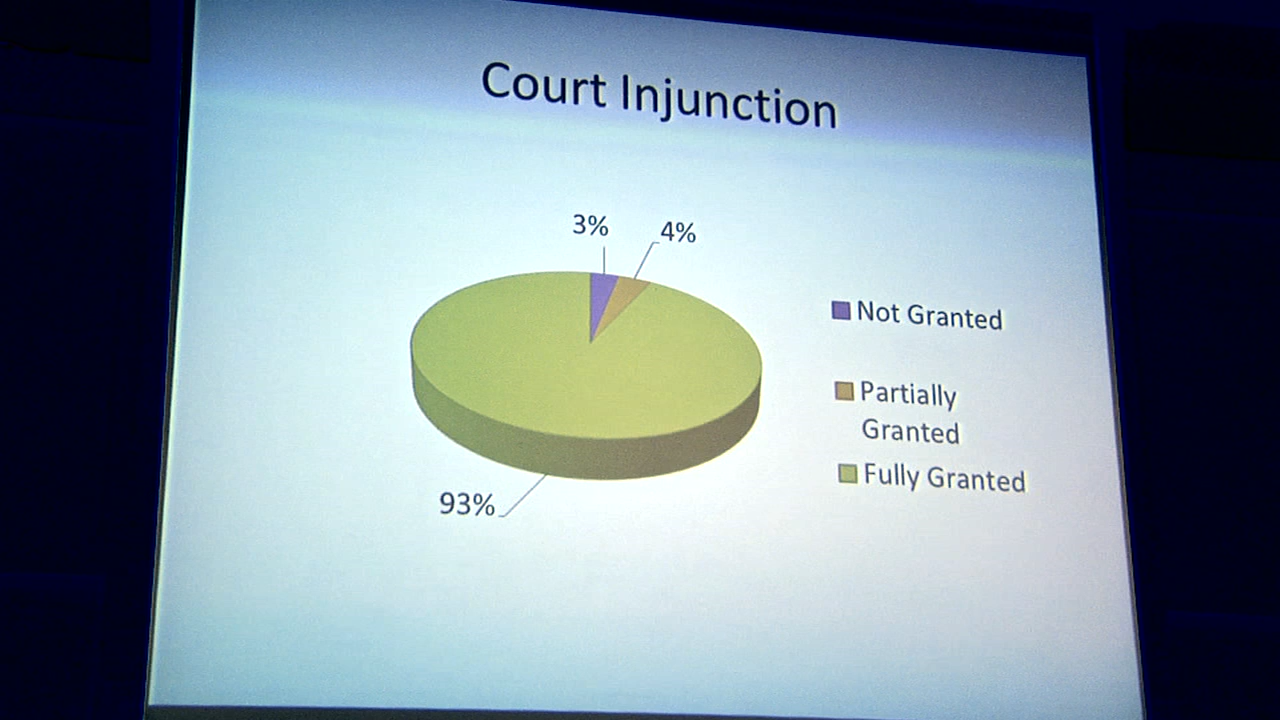 Court Injunction
3%
4%
Not Granted
Partially
Granted
Fully Granted
93%